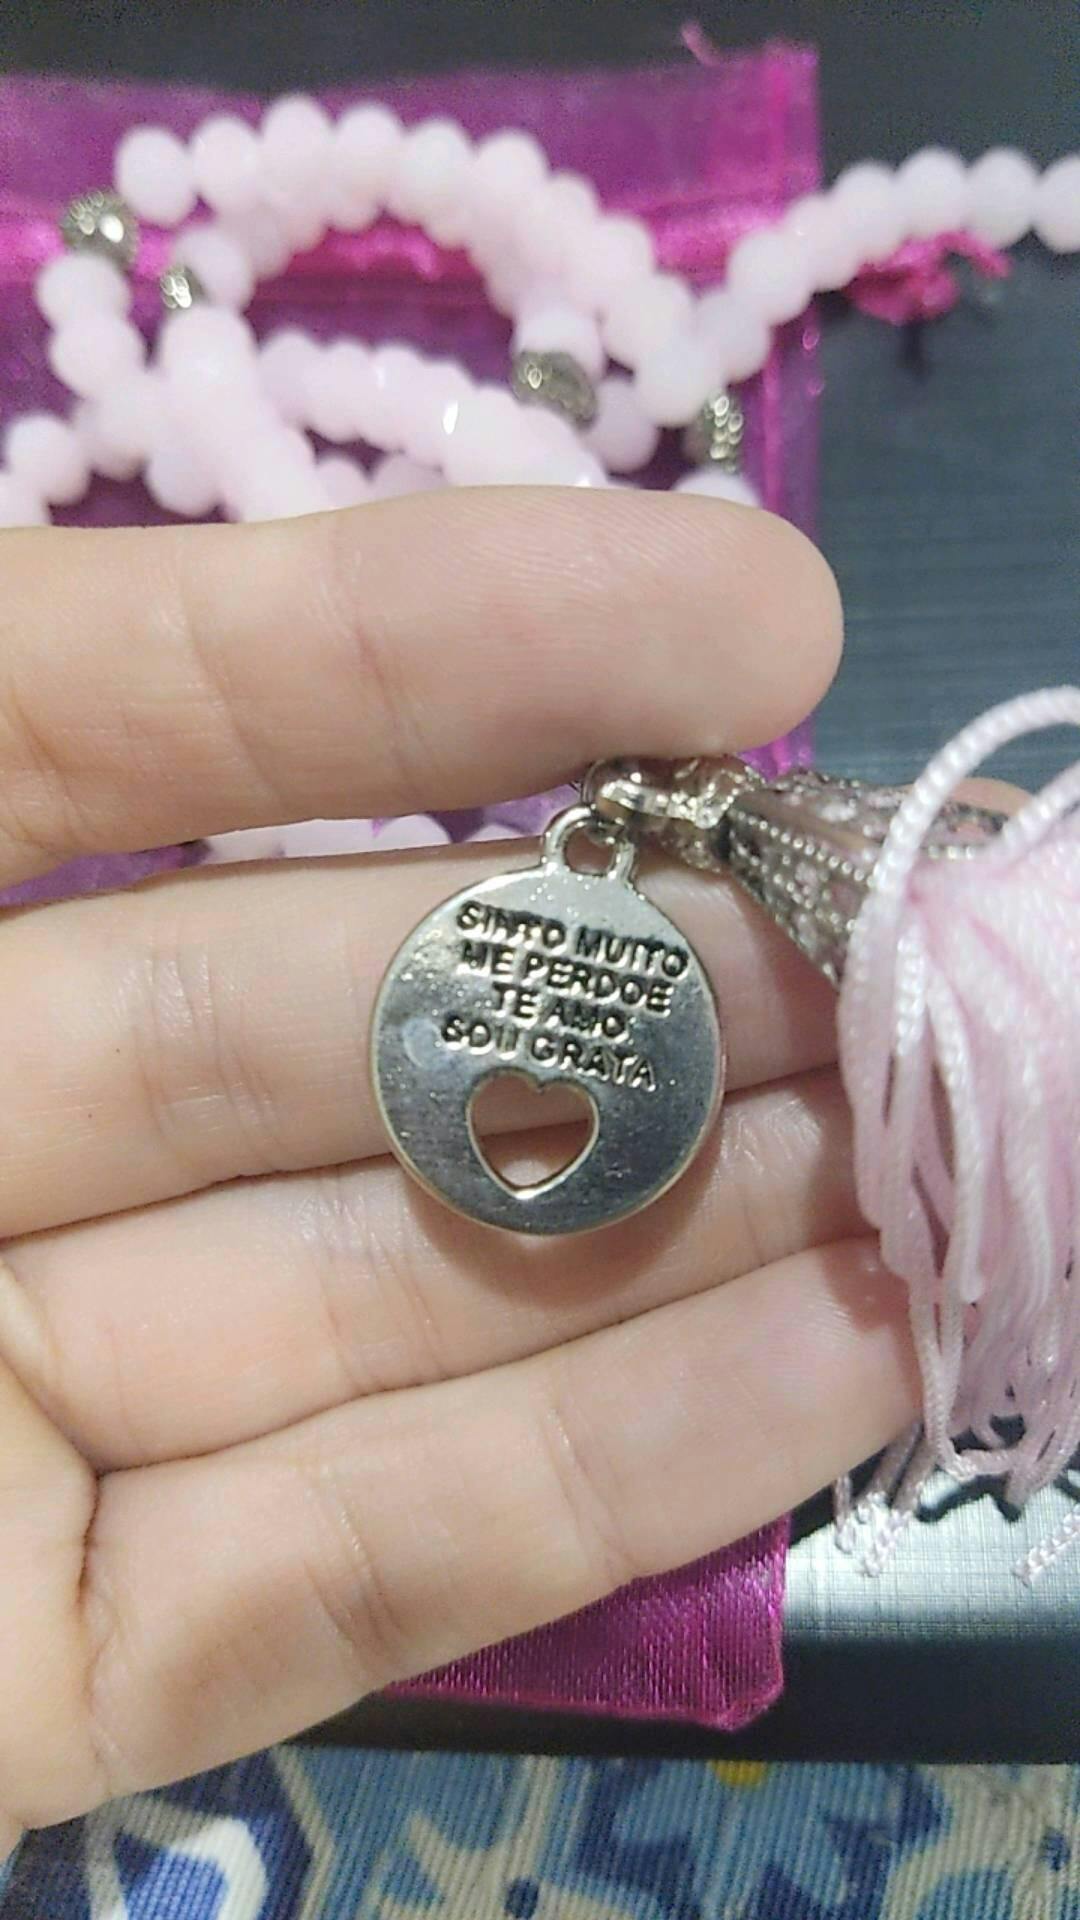 SINTO MUITO
ME PERDOE
TE AMO
SOU GRATA